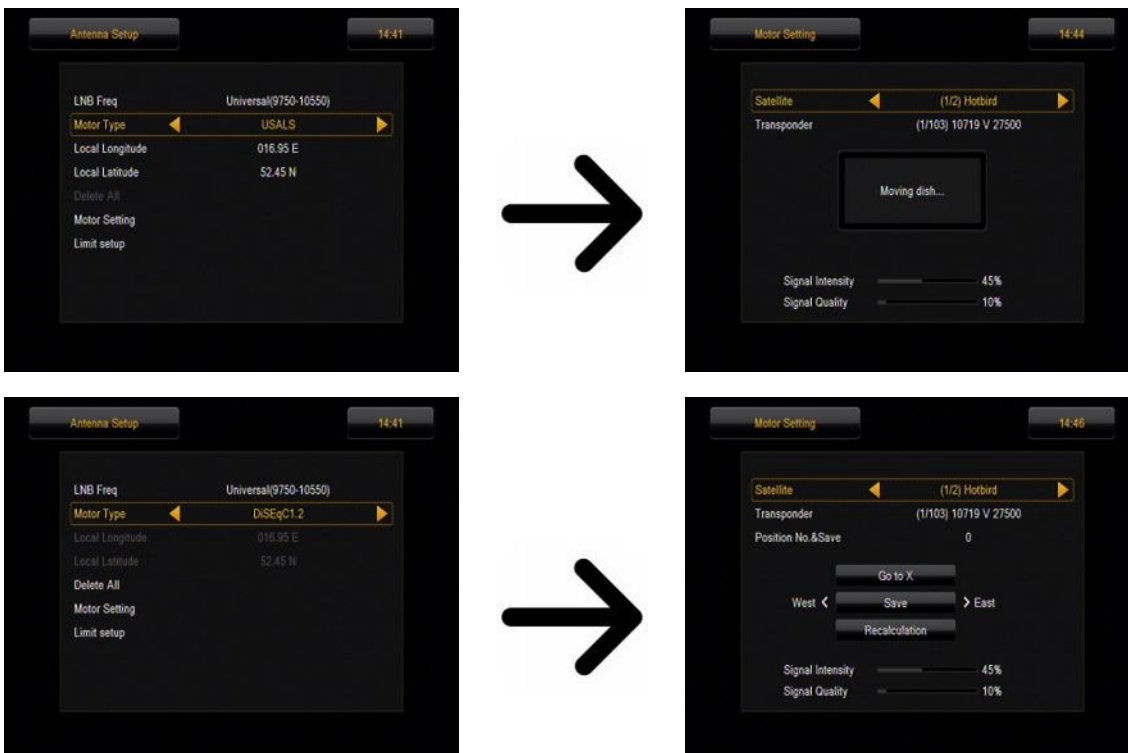 Antenna Setup 14:41
LNB Freq Universal(9750-10550)
Motor Type USALS
Local Longitude 016.95 E
Local Latitude 52.45 N
Delete All
Motor Setting
Limit setup
Motor Setting 14:44
Satellite (1/2) Hotbird
Transponder (1/103) 10719 V 27500
Moving dish...
Signal Intensity 45%
Signal Quality 10%
Antenna Setup 14:41
LNB Freq Universal(9750-10550)
Motor Type DiSEqC1.2
Local Longitude 016.95 E
Local Latitude 52.45 N
Delete All
Motor Setting
Limit setup
Motor Setting 14:46
Satellite (1/2) Hotbird
Transponder (1/103) 10719 V 27500
Position No.&Save 0
Go to X
West < Save > East
Recalculation
Signal Intensity 45%
Signal Quality 10%